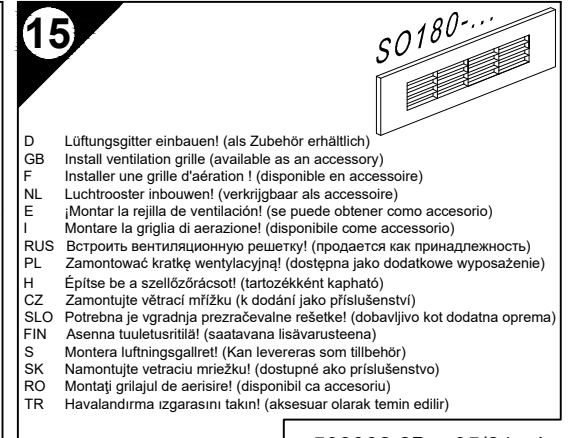 15
SO180-...
D Lüftungsgitter einbauen! (als Zubehör erhältlich)
GB Install ventilation grille (available as an accessory)
F Installer une grille d'aération ! (disponible en accessoire)
NL Luchtrooster inbouwen! (verkrijgbaar als accessoire)
E ¡Montar la rejilla de ventilación! (se puede obtener como accesorio)
I Montare la griglia di aerazione! (disponibile come accessorio)
RUS Встроить вентиляционную решетку! (продается как принадлежность)
PL Zamontować kratkę wentylacyjną! (dostępna jako dodatkowe wyposażenie)
H Építse be a szellőzőrácsot! (tartozékként kapható)
CZ Zamontujte větrací mřížku (k dodání jako příslušenství)
SLO Potrebna je vgradnja prezračevalne rešetke! (dobavljivo kot dodatna oprema)
FIN Asenna tuuletusritilä! (saatavana lisävarusteena)
S Montera luftningsgallret! (Kan levereras som tillbehör)
SK Namontujte vetraciu mriežku! (dostupné ako príslušenstvo)
RO Montaţi grilajul de aerisire! (disponibil ca accesoriu)
TR Havalandırma ızgarasını takın! (aksesuar olarak temin edilir)